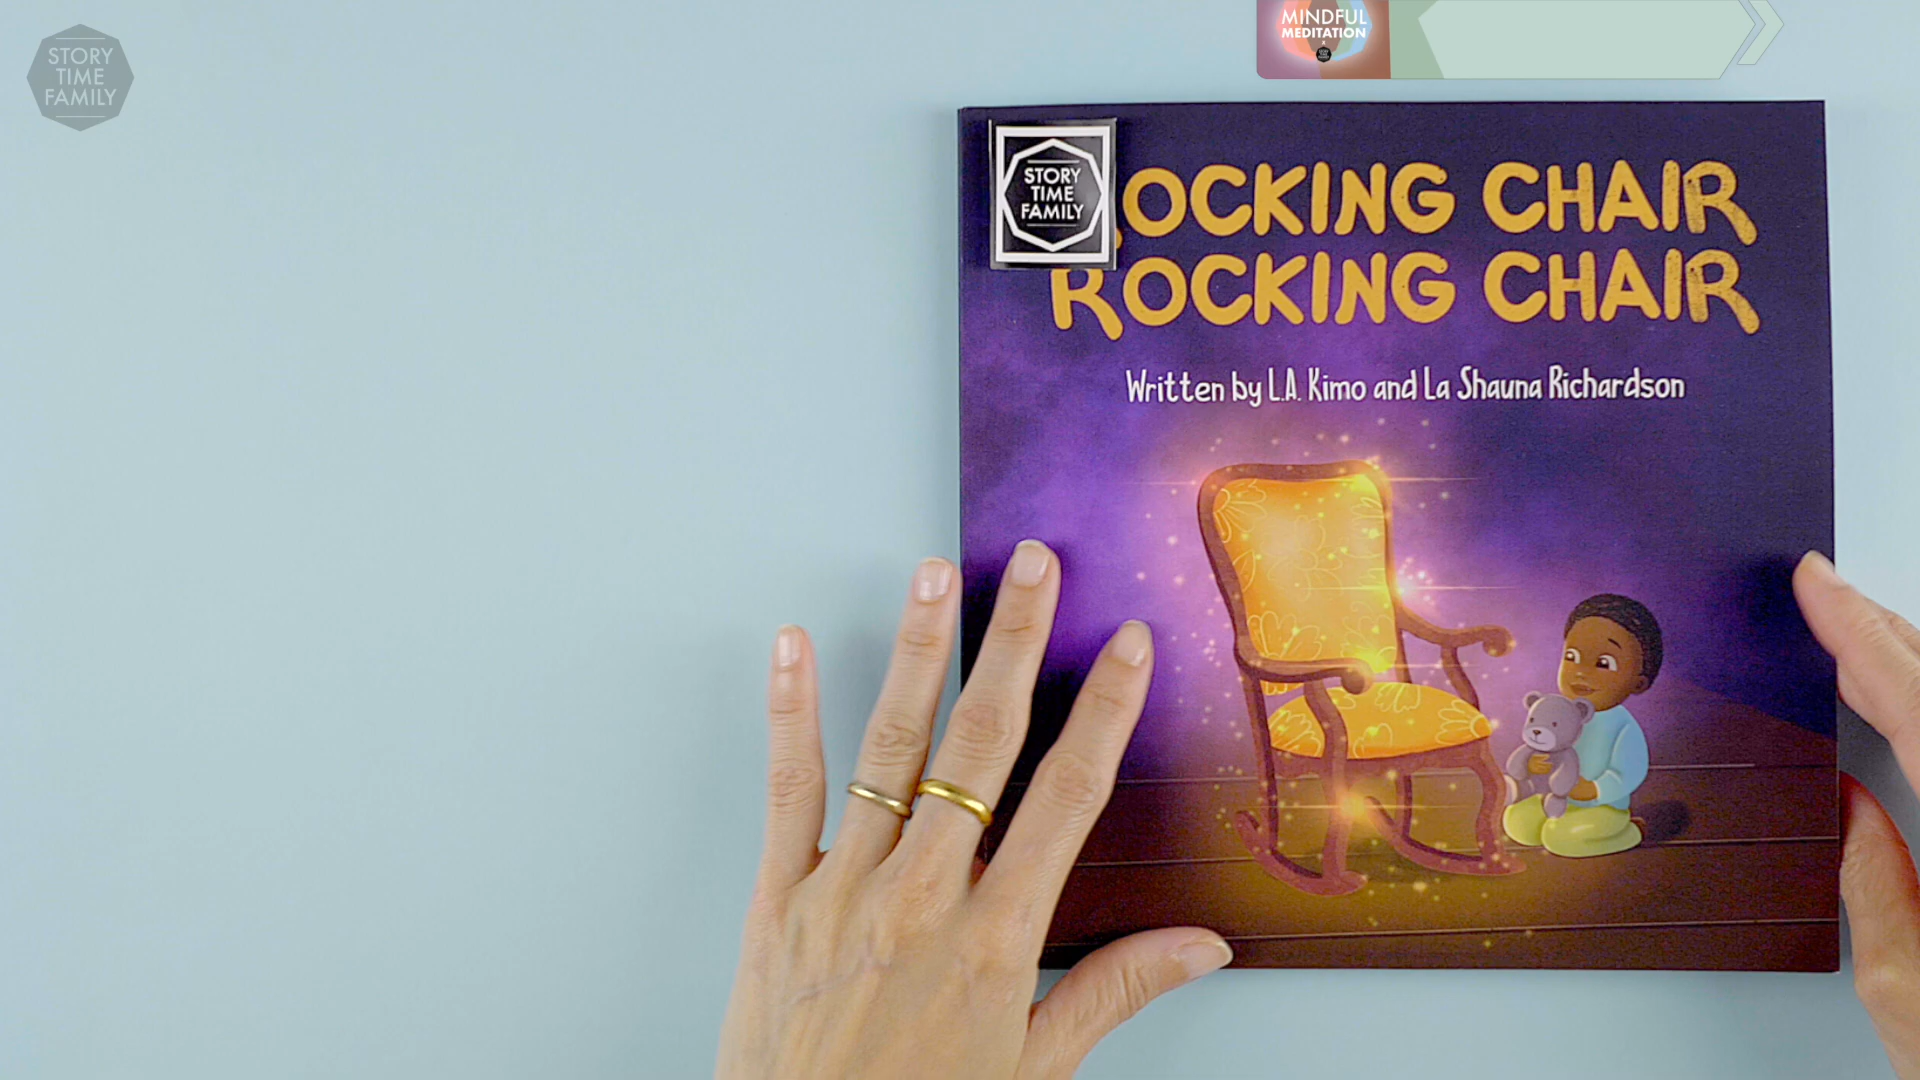 STORY
TIME
FAMILY
MINDFUL
MEDITATION
STORY
TIME
FAMILY
OCKING CHAIR
ROCKING CHAIR
Written by L.A. Kimo and La Shauna Richardson